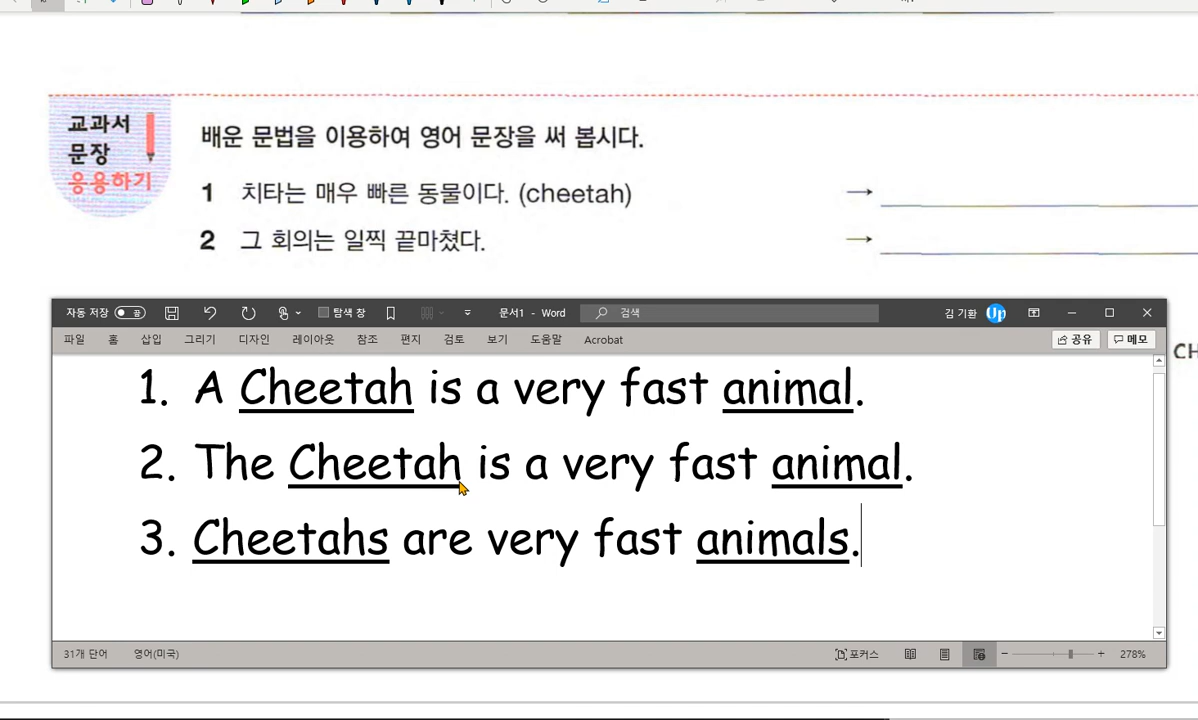 교과서
문장
응용하기
배운 문법을 이용하여 영어 문장을 써 봅시다.
1 치타는 매우 빠른 동물이다. (cheetah) →
2 그 회의는 일찍 끝마쳤다. →
자동 저장 끔 탐색 창 문서1 - Word 검색 김 기환 Up
파일 홈 삽입 그리기 디자인 레이아웃 참조 편지 검토 보기 도움말 Acrobat 공유 메모
CH
1. A Cheetah is a very fast animal.
2. The Cheetah is a very fast animal.
3. Cheetahs are very fast animals.
31개 단어 영어(미국) 포커스 278%